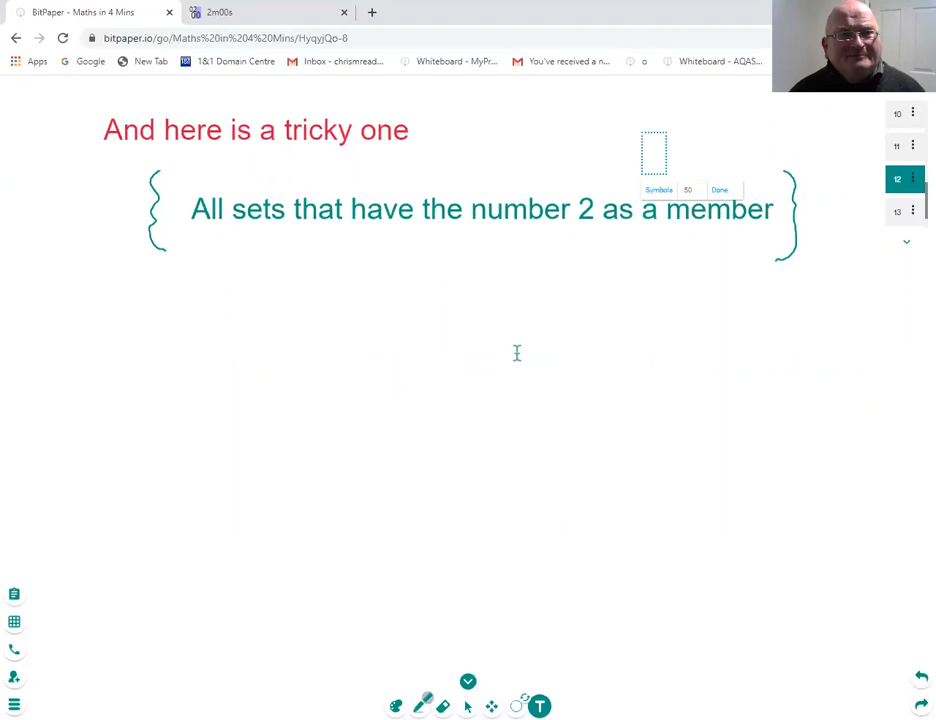 BitPaper - Maths in 4 Mins
2m00s
bitpaper.io/go/Maths%20in%204%20Mins/HyqyjQo-8
Apps Google New Tab 1&1 Domain Centre Inbox - chrismread... Whiteboard - MyPr... You've received a n... o Whiteboard - AQAS...
And here is a tricky one
Symbols 50 Done
All sets that have the number 2 as a member
10
11
12
13
T